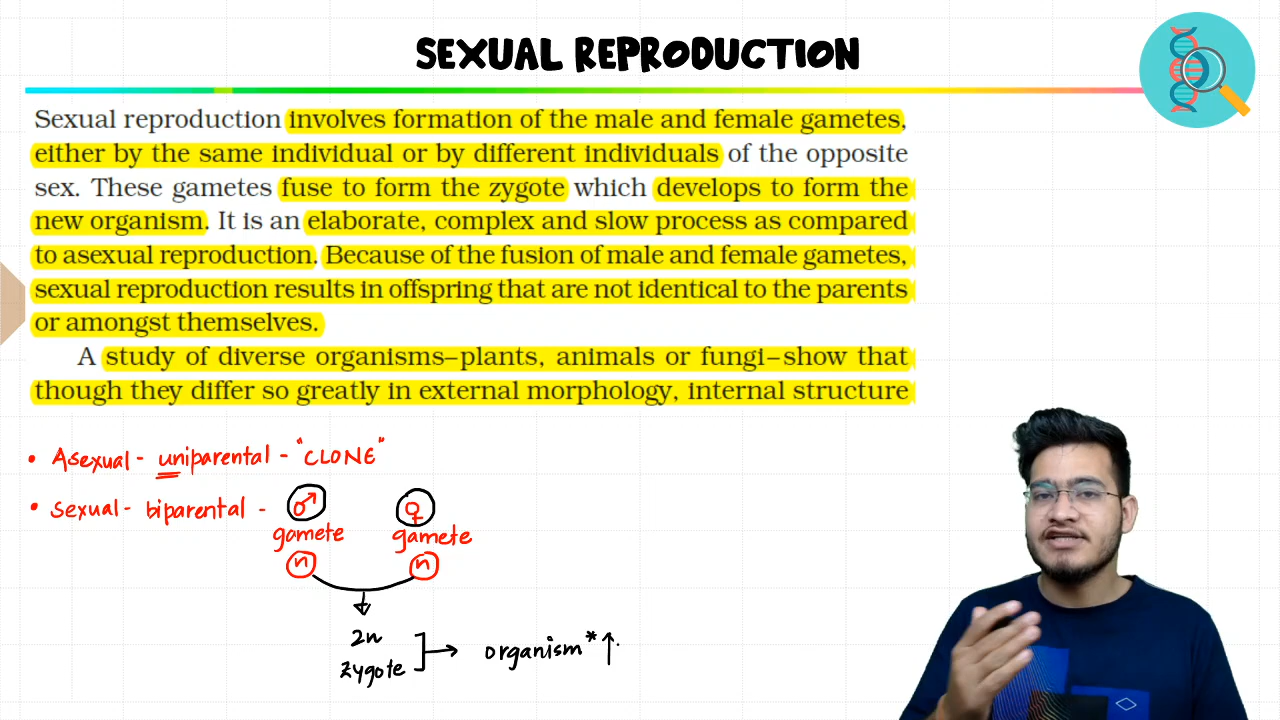 SEXUAL REPRODUCTION
Sexual reproduction involves formation of the male and female gametes,
either by the same individual or by different individuals of the opposite
sex. These gametes fuse to form the zygote which develops to form the
new organism. It is an elaborate, complex and slow process as compared
to asexual reproduction. Because of the fusion of male and female gametes,
sexual reproduction results in offspring that are not identical to the parents
or amongst themselves.
A study of diverse organisms–plants, animals or fungi–show that
though they differ so greatly in external morphology, internal structure
• Asexual - uniparental - "CLONE"
• Sexual - biparental - ♂ ♀
gamete gamete
n n
2n
zygote → organism* ↑